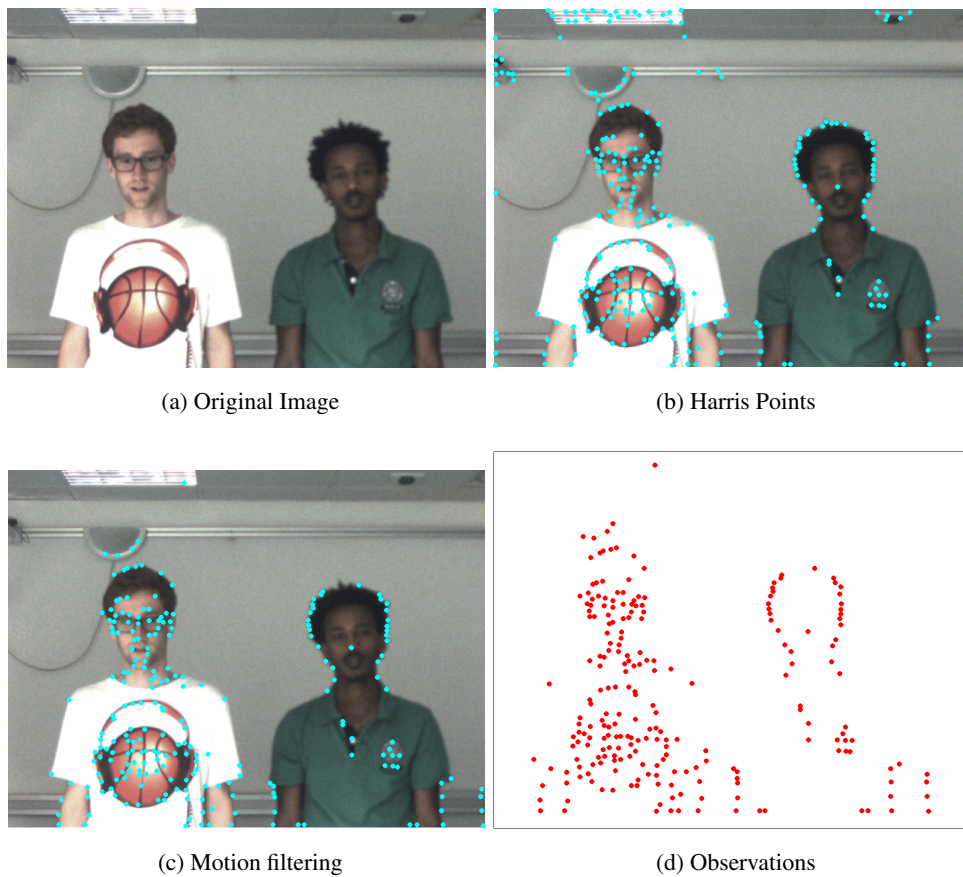 (a) Original Image
(b) Harris Points
(c) Motion filtering
(d) Observations